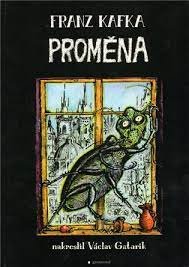 FRANZ KAFKA
PROMĚNA
nakreslil Václav Gatarik